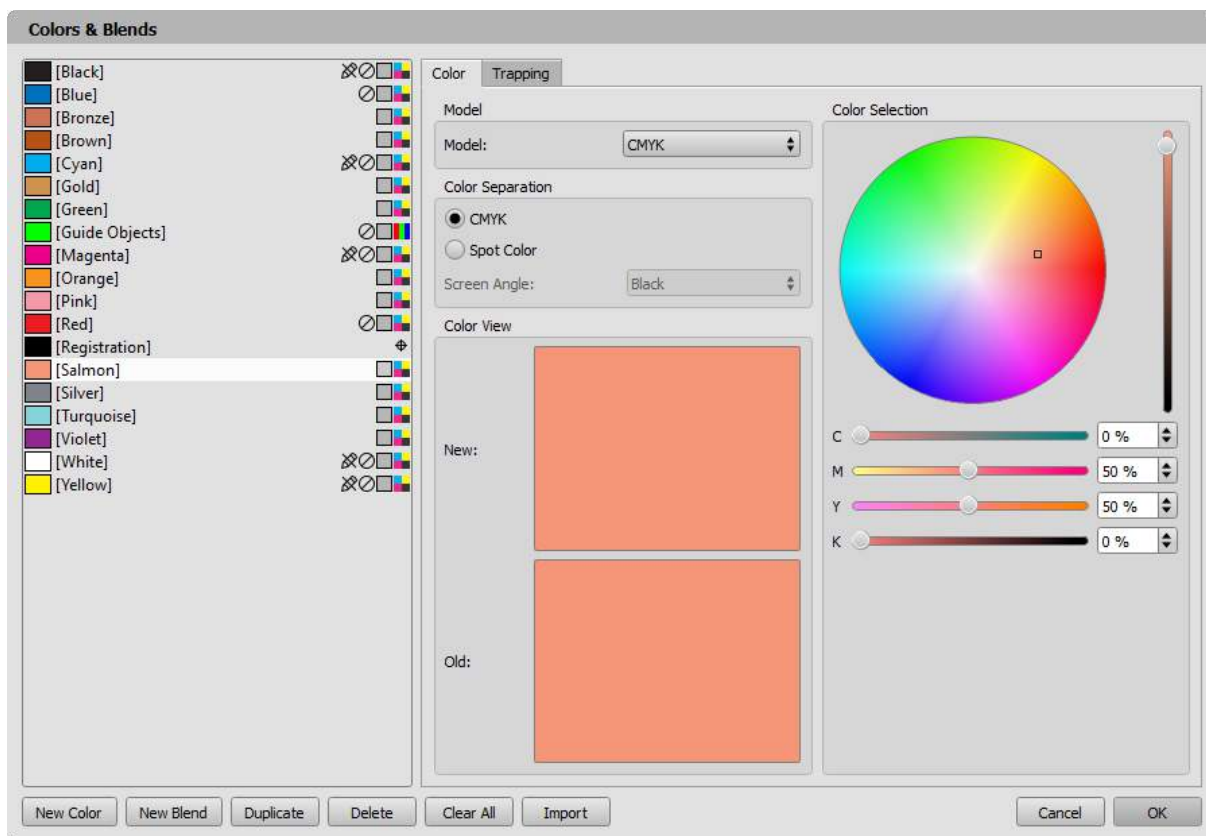 Colors & Blends
[Black]
[Blue]
[Bronze]
[Brown]
[Cyan]
[Gold]
[Green]
[Guide Objects]
[Magenta]
[Orange]
[Pink]
[Red]
[Registration]
[Salmon]
[Silver]
[Turquoise]
[Violet]
[White]
[Yellow]
Color Trapping
Model
Model: CMYK
Color Separation
CMYK
Spot Color
Screen Angle: Black
Color View
New:
Old:
Color Selection
C 0 %
M 50 %
Y 50 %
K 0 %
New Color New Blend Duplicate Delete Clear All Import Cancel OK